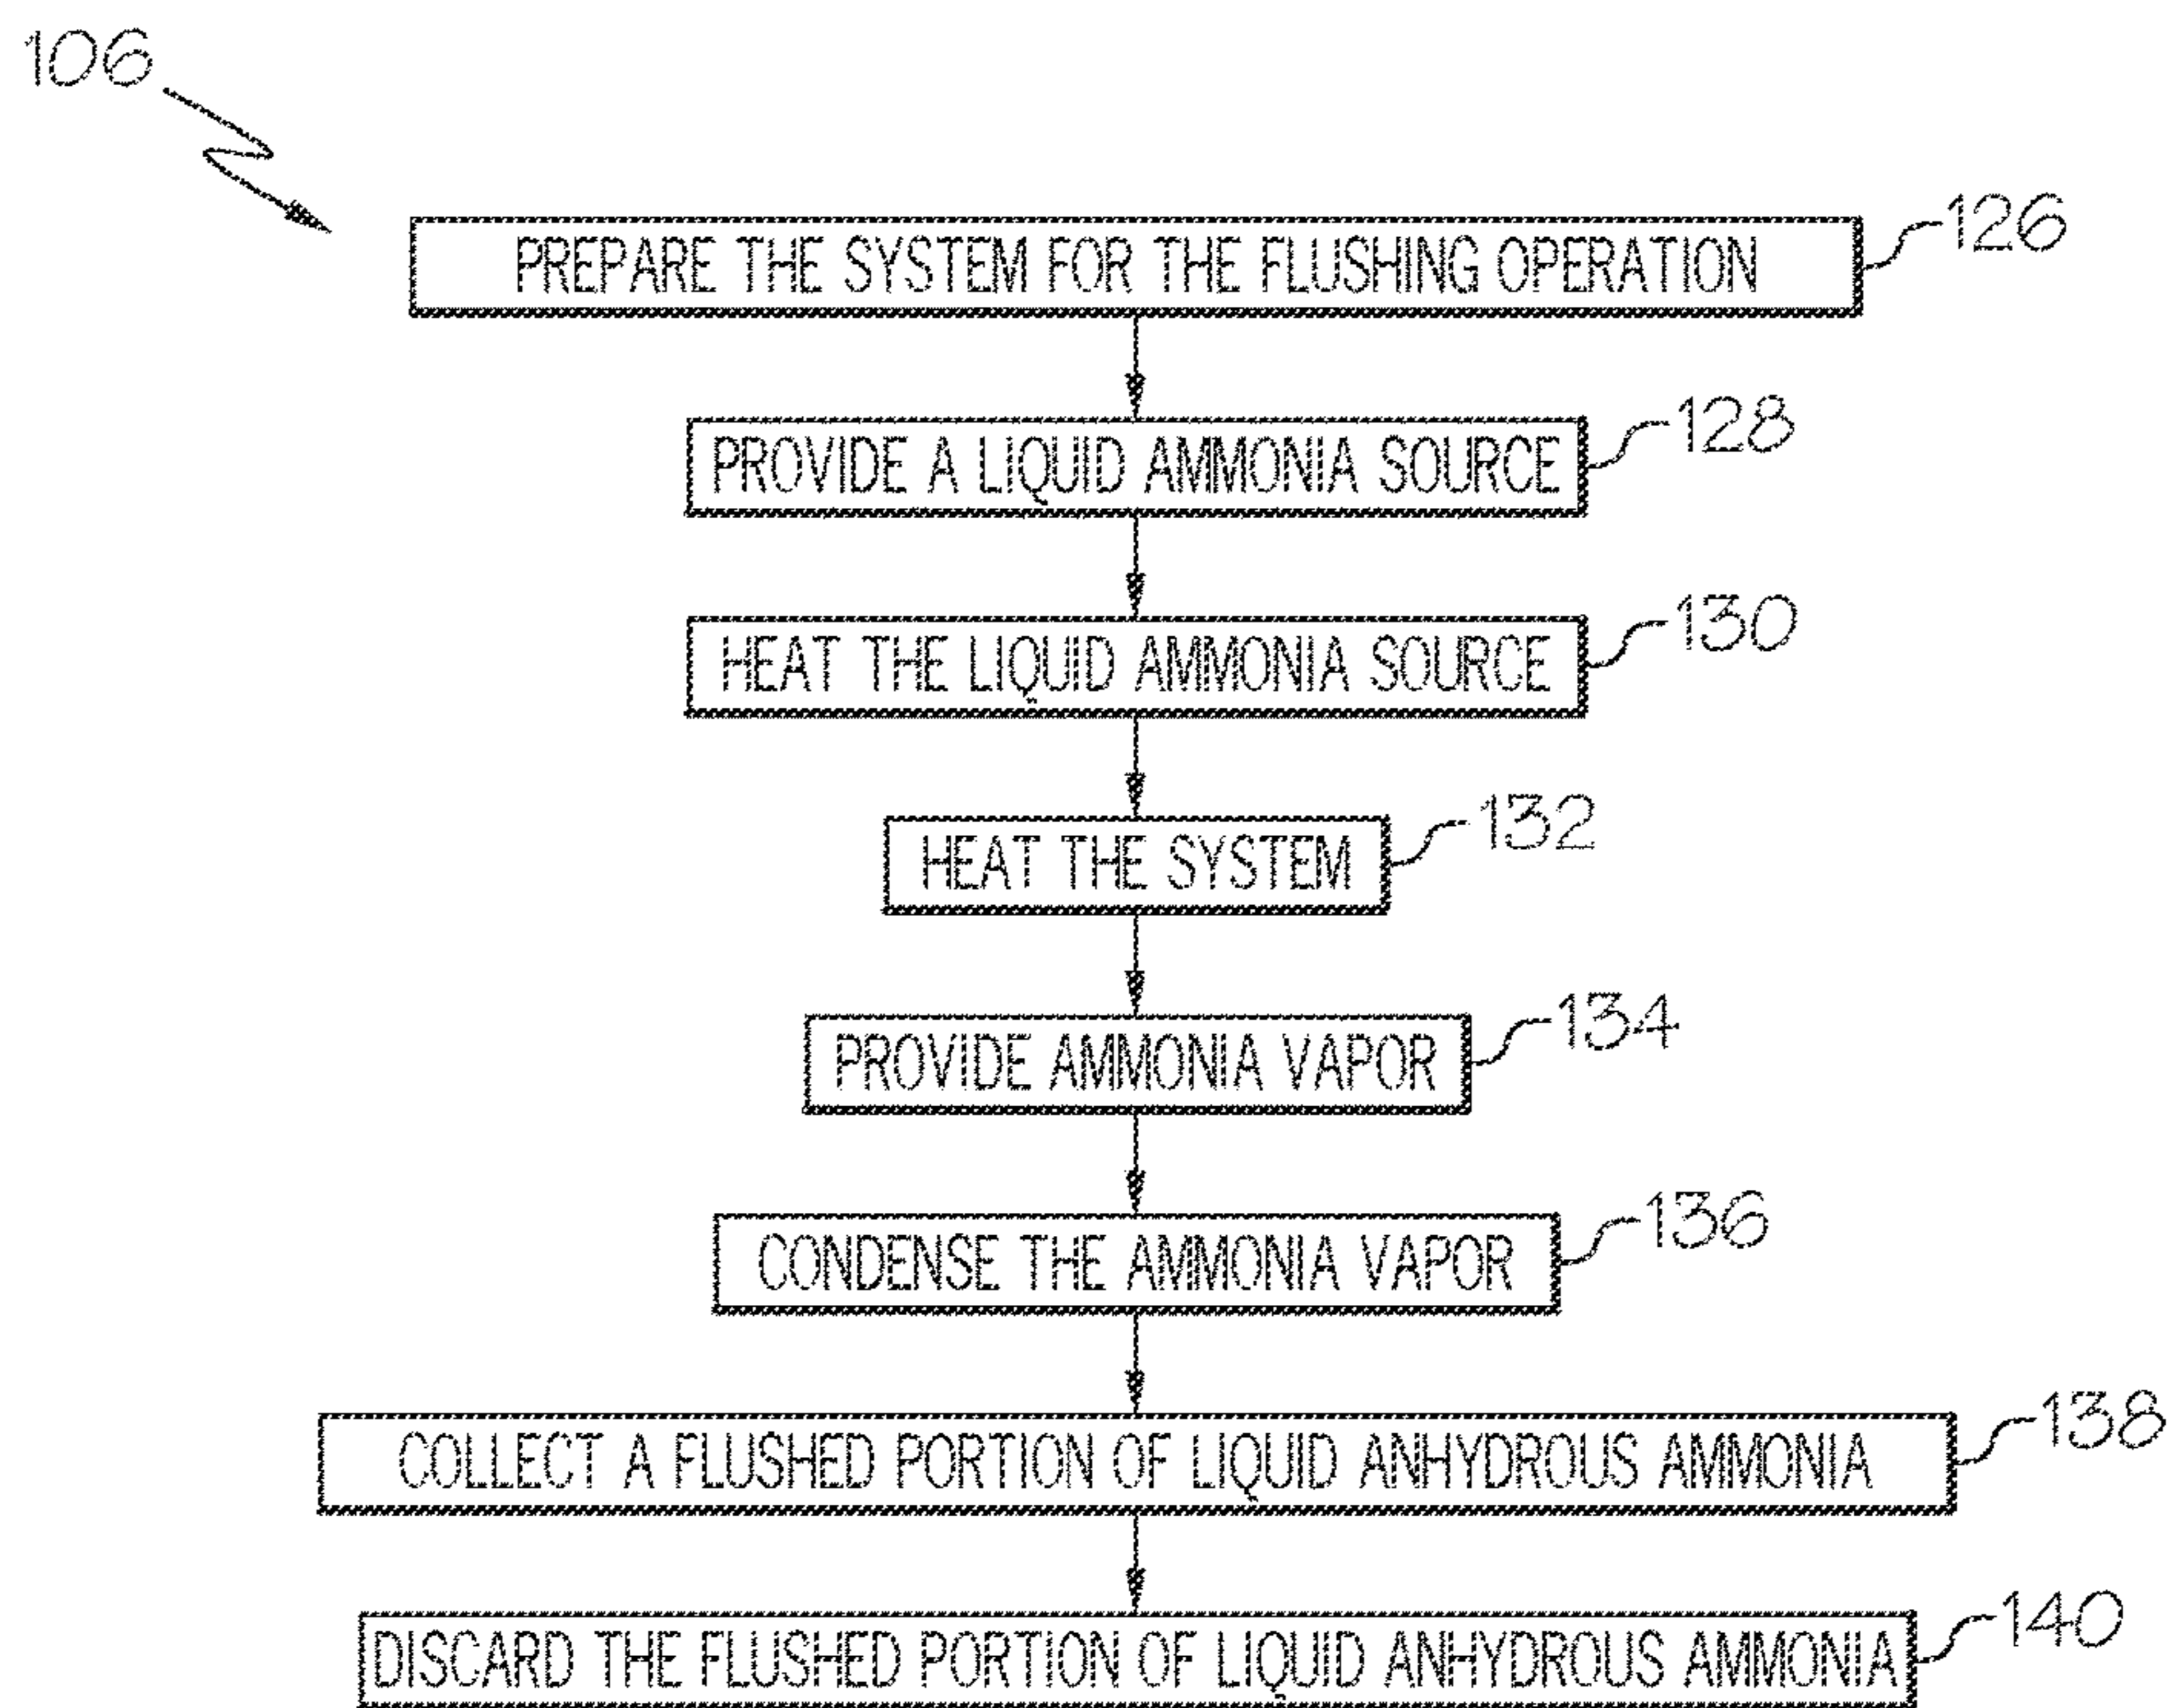 106
PREPARE THE SYSTEM FOR THE FLUSHING OPERATION
126
PROVIDE A LIQUID AMMONIA SOURCE
128
HEAT THE LIQUID AMMONIA SOURCE
130
HEAT THE SYSTEM
132
PROVIDE AMMONIA VAPOR
134
CONDENSE THE AMMONIA VAPOR
136
COLLECT A FLUSHED PORTION OF LIQUID ANHYDROUS AMMONIA
138
DISCARD THE FLUSHED PORTION OF LIQUID ANHYDROUS AMMONIA
140